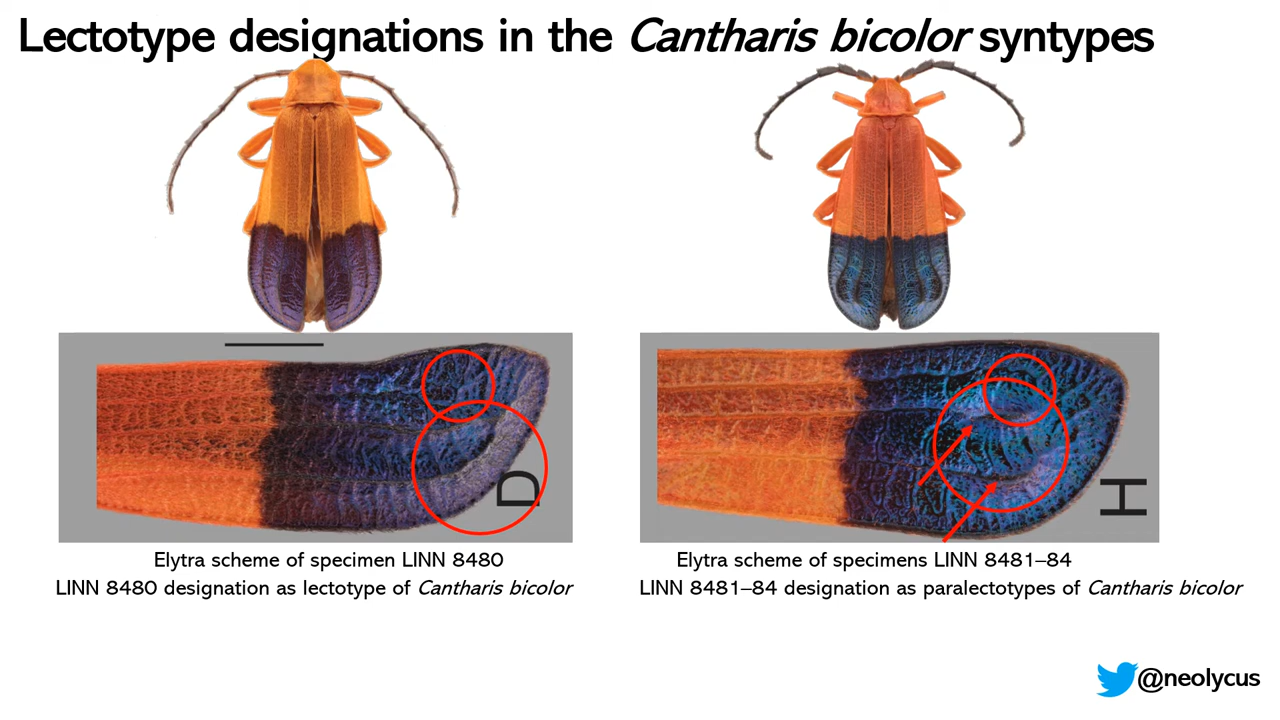 Lectotype designations in the Cantharis bicolor syntypes
D
H
Elytra scheme of specimen LINN 8480
LINN 8480 designation as lectotype of Cantharis bicolor
Elytra scheme of specimens LINN 8481–84
LINN 8481–84 designation as paralectotypes of Cantharis bicolor
@neolycus